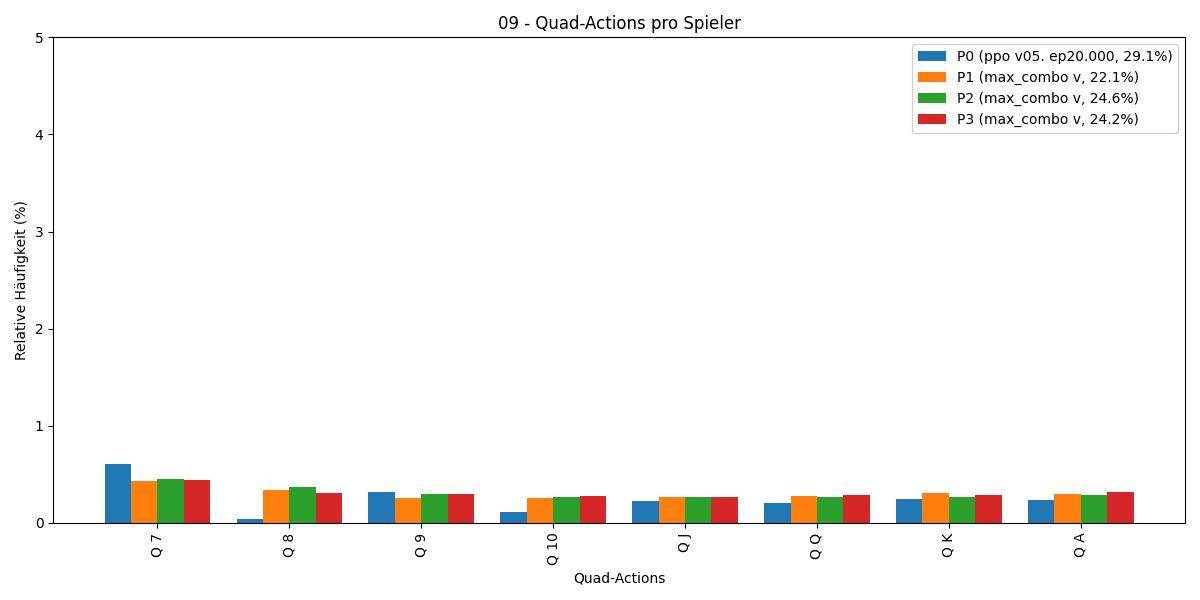 09 - Quad-Actions pro Spieler
P0 (ppo v05. ep20.000, 29.1%)
P1 (max_combo v, 22.1%)
P2 (max_combo v, 24.6%)
P3 (max_combo v, 24.2%)
Relative Häufigkeit (%)
5
4
3
2
1
0
Q 7
Q 8
Q 9
Q 10
Q J
Q Q
Q K
Q A
Quad-Actions